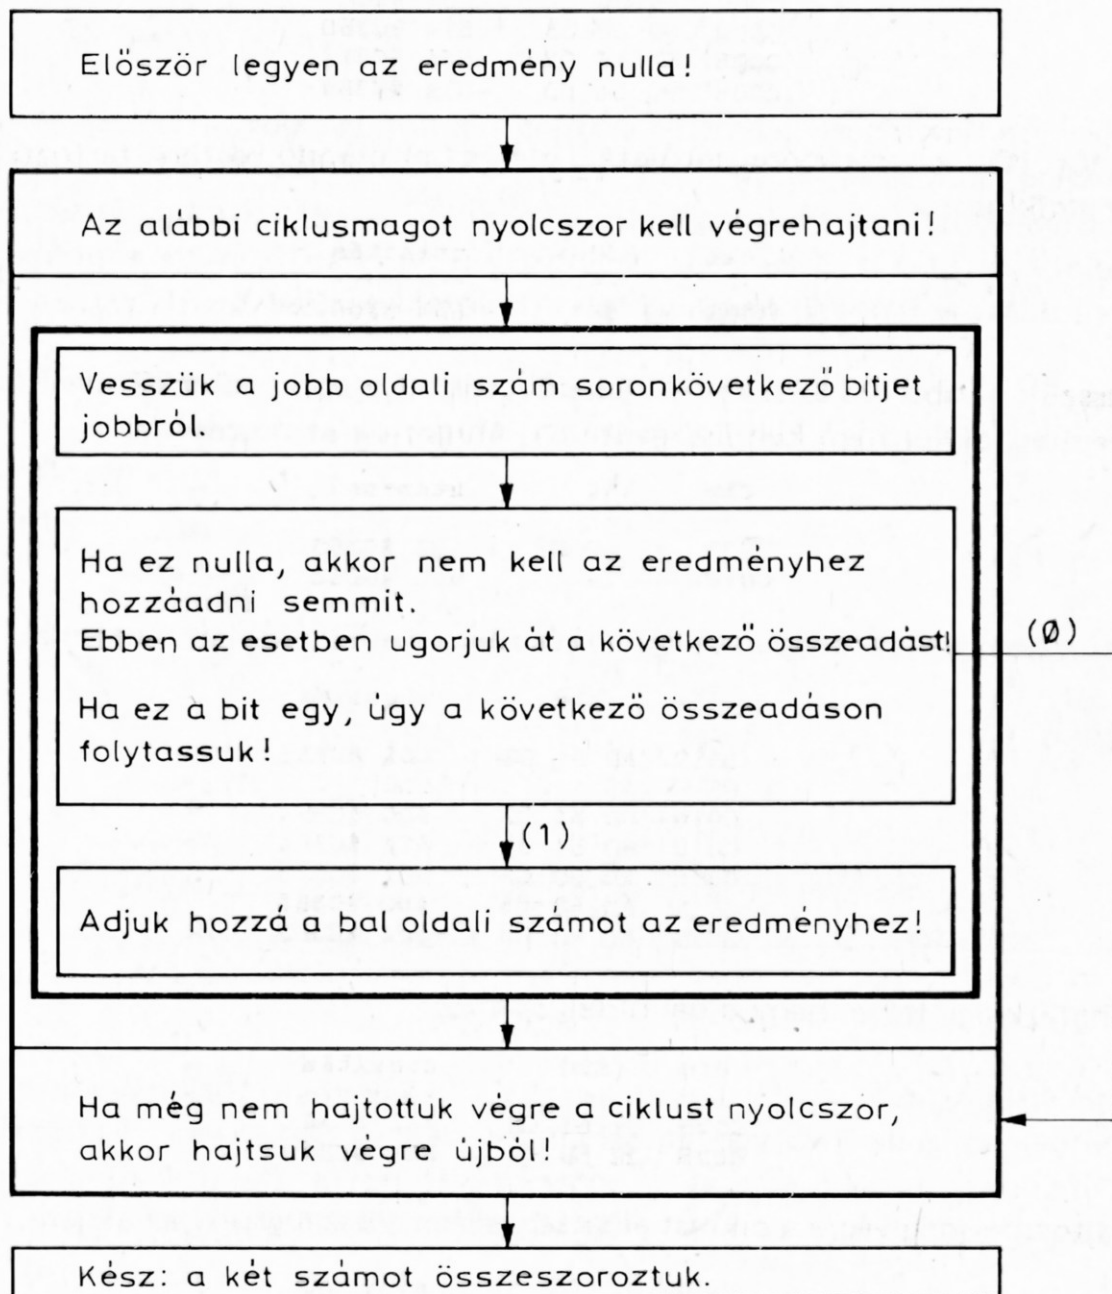 Először legyen az eredmény nulla!
Az alábbi ciklusmagot nyolcszor kell végrehajtani!
Vesszük a jobb oldali szám soronkövetkező bitjet
jobbról.
Ha ez nulla, akkor nem kell az eredményhez
hozzáadni semmit.
Ebben az esetben ugorjuk át a következő összeadást!
(Ø)
Ha ez a bit egy, úgy a következő összeadáson
folytassuk!
(1)
Adjuk hozzá a bal oldali számot az eredményhez!
Ha még nem hajtottuk végre a ciklust nyolcszor,
akkor hajtsuk végre újból!
Kész: a két számot összeszoroztuk.